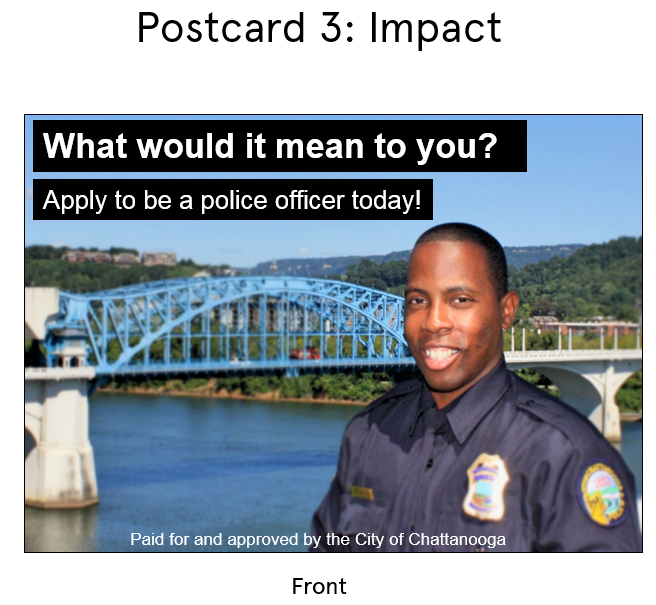 Postcard 3: Impact
What would it mean to you?
Apply to be a police officer today!
Paid for and approved by the City of Chattanooga
Front